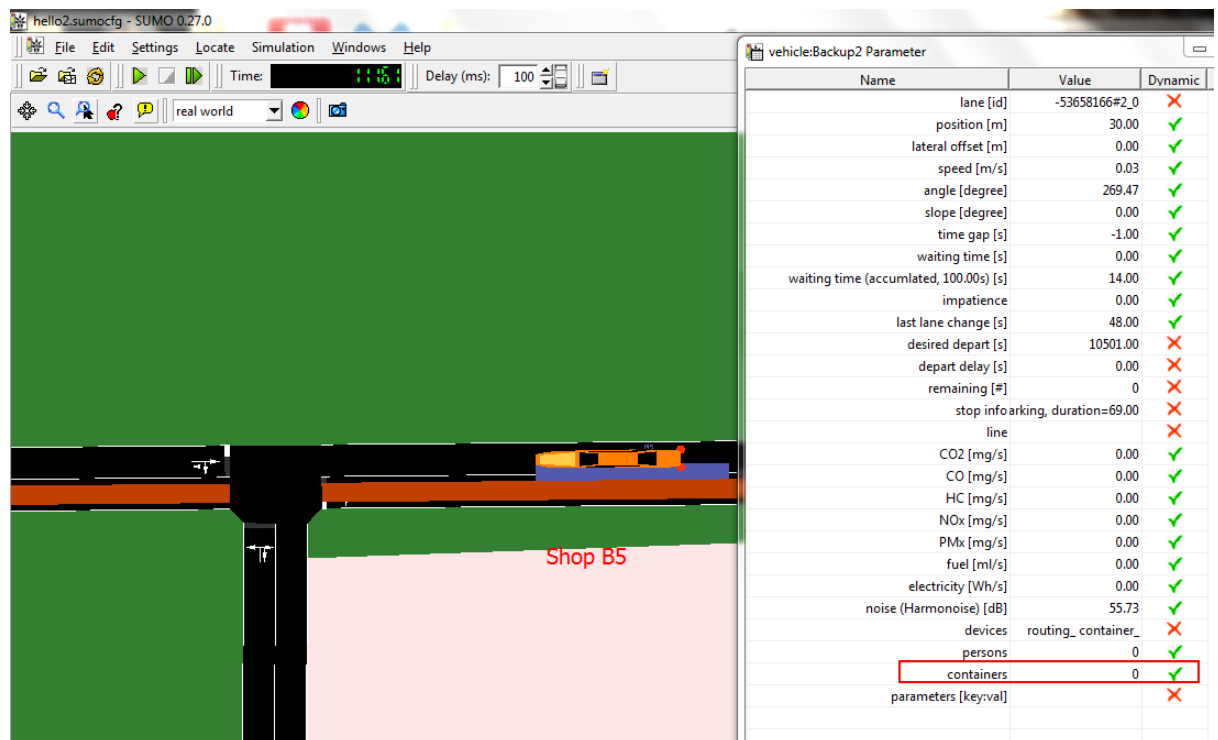 hello2.sumocfg - SUMO 0.27.0
File Edit Settings Locate Simulation Windows Help
Time: Delay (ms): 100
real world
Shop B5
vehicle:Backup2 Parameter
Name Value Dynamic
lane [id] -53658166#2_0
position [m] 30.00
lateral offset [m] 0.00
speed [m/s] 0.03
angle [degree] 269.47
slope [degree] 0.00
time gap [s] -1.00
waiting time [s] 0.00
waiting time (accumlated, 100.00s) [s] 14.00
impatience 0.00
last lane change [s] 48.00
desired depart [s] 10501.00
depart delay [s] 0.00
remaining [#] 0
stop info arking, duration=69.00
line
CO2 [mg/s] 0.00
CO [mg/s] 0.00
HC [mg/s] 0.00
NOx [mg/s] 0.00
PMx [mg/s] 0.00
fuel [ml/s] 0.00
electricity [Wh/s] 0.00
noise (Harmonoise) [dB] 55.73
devices routing_ container_
persons 0
containers 0
parameters [key:val]